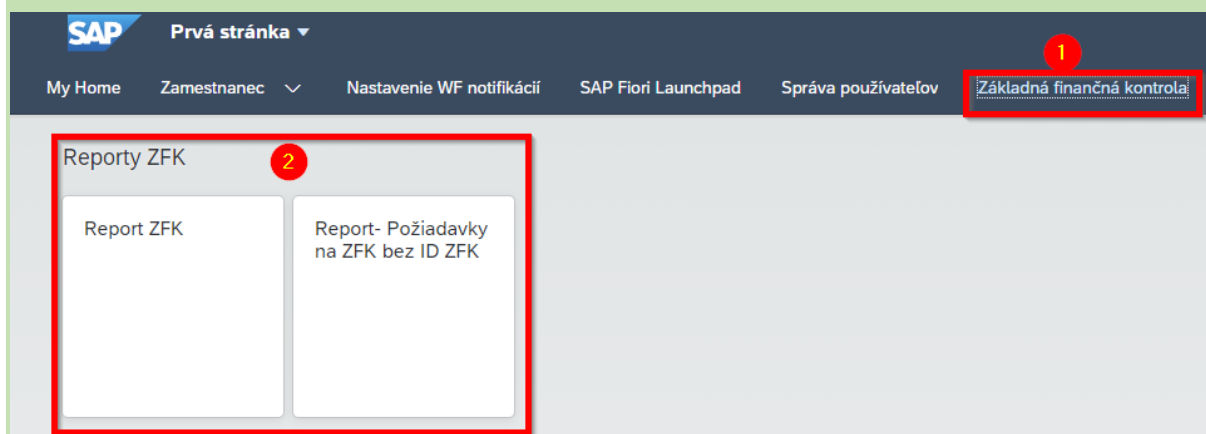 SAP Prvá stránka
1
My Home Zamestnanec Nastavenie WF notifikácií SAP Fiori Launchpad Správa používateľov Základná finančná kontrola
Reporty ZFK
2
Report ZFK
Report- Požiadavky
na ZFK bez ID ZFK